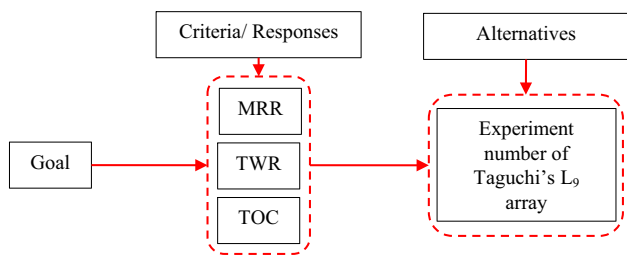 Criteria/ Responses
Alternatives
MRR
Goal
TWR
TOC
Experiment
number of
Taguchi’s L₉
array